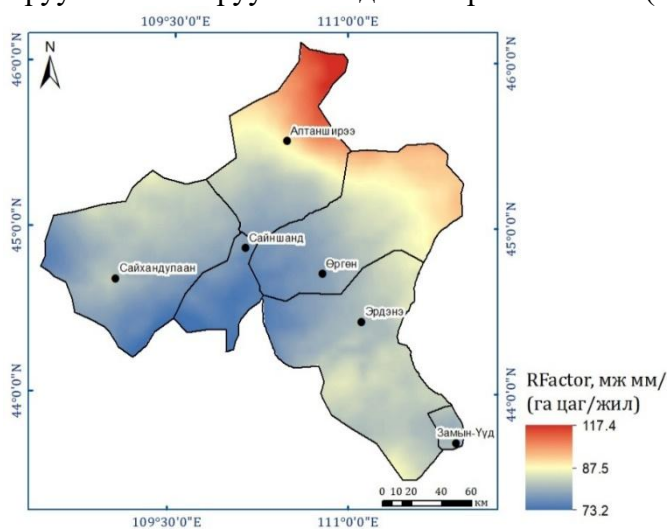 109°30'0"E 111°0'0"E
N
46°0'0"N 46°0'0"N
Алтанширээ
45°0'0"N 45°0'0"N
Сайншанд
Сайхандулаан
Өргөн
Эрдэнэ
44°0'0"N 44°0'0"N
Замын-Үүд
RFactor, мж мм/
(га цаг/жил)
117.4
87.5
73.2
0 10 20 40 60
км
109°30'0"E 111°0'0"E